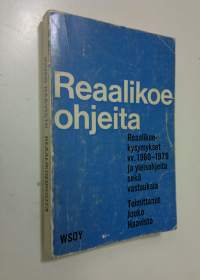 Reaalikoe
ohjeita
Reaalikoe-
kysymykset
vv. 1960–1979
ja yleisohjeita
sekä
vastauksia
Toimittanut
Jouko
Haavisto
WSOY